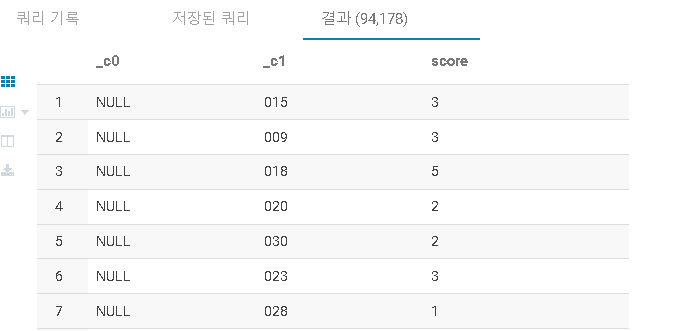 쿼리 기록 저장된 쿼리 결과 (94,178)
_c0 _c1 score
1 NULL 015 3
2 NULL 009 3
3 NULL 018 5
4 NULL 020 2
5 NULL 030 2
6 NULL 023 3
7 NULL 028 1